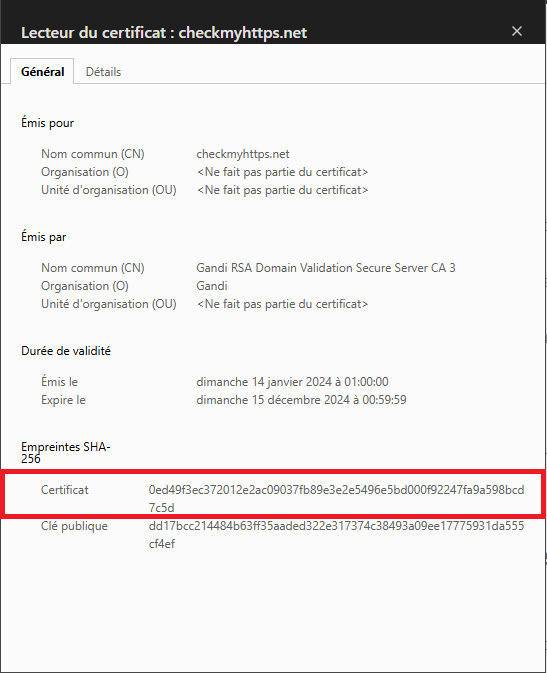 Lecteur du certificat : checkmyhttps.net
Général Détails
Émis pour
Nom commun (CN) checkmyhttps.net
Organisation (O) <Ne fait pas partie du certificat>
Unité d'organisation (OU) <Ne fait pas partie du certificat>
Émis par
Nom commun (CN) Gandi RSA Domain Validation Secure Server CA 3
Organisation (O) Gandi
Unité d'organisation (OU) <Ne fait pas partie du certificat>
Durée de validité
Émis le dimanche 14 janvier 2024 à 01:00:00
Expire le dimanche 15 décembre 2024 à 00:59:59
Empreintes SHA-
256
Certificat 0ed49f3ec372012e2ac09037fb89e3e2e5496e5bd000f92247fa9a598bcd
7c5d
Clé publique dd17bcc214484b63ff35aaded322e317374c38493a09ee17775931da555
cf4ef